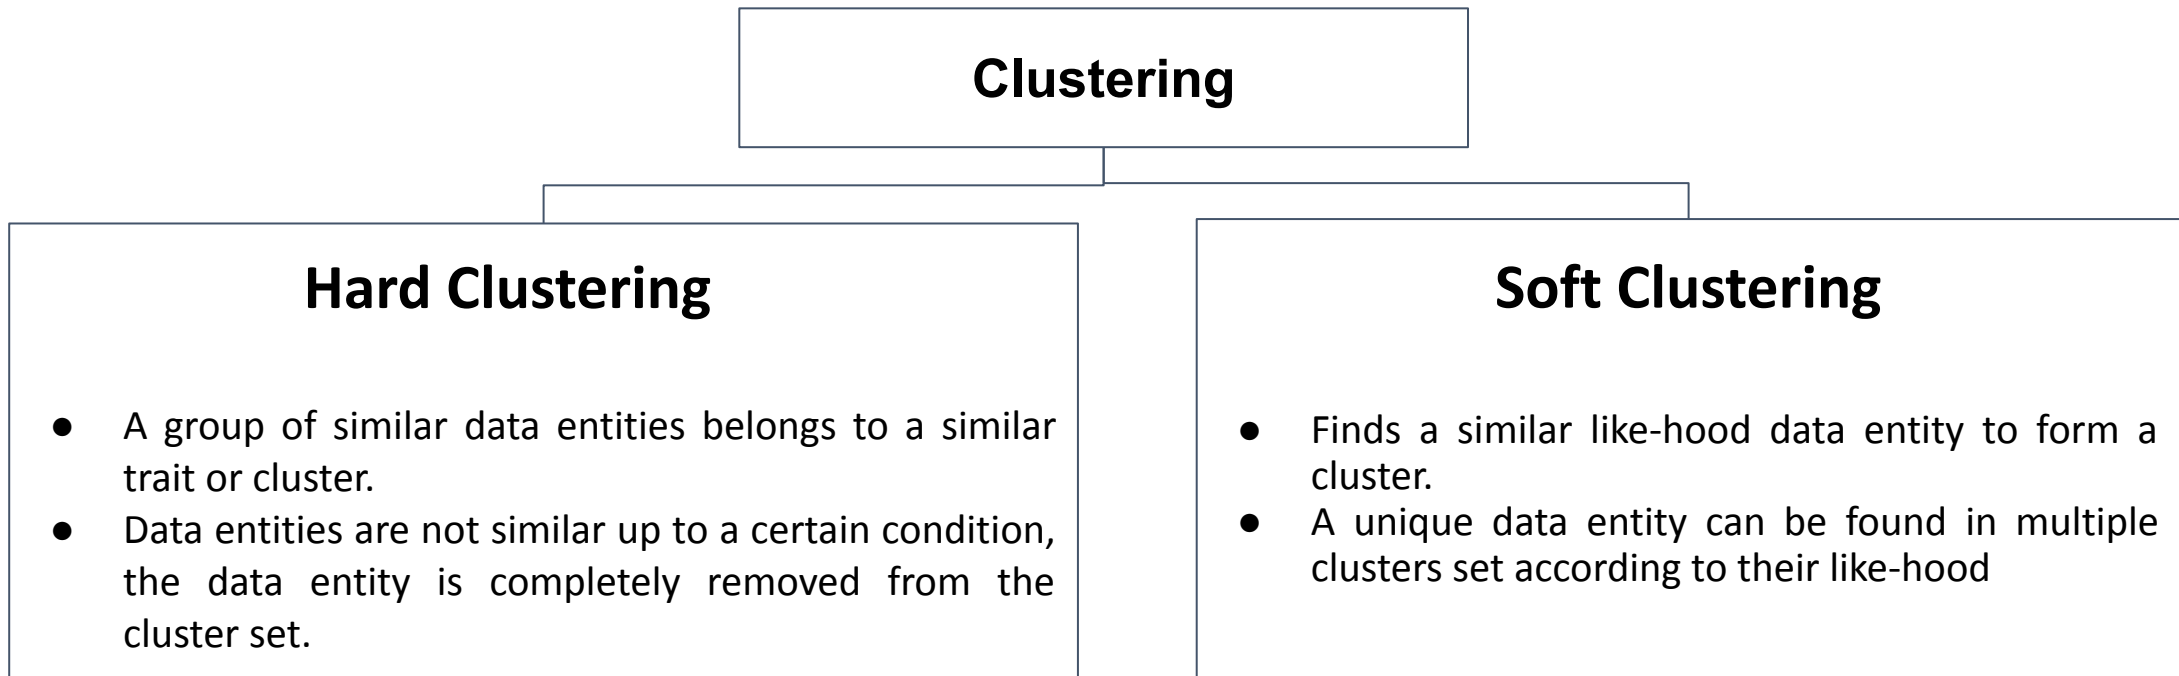 Clustering
Hard Clustering
● A group of similar data entities belongs to a similar
trait or cluster.
● Data entities are not similar up to a certain condition,
the data entity is completely removed from the
cluster set.
Soft Clustering
● Finds a similar like-hood data entity to form a
cluster.
● A unique data entity can be found in multiple
clusters set according to their like-hood